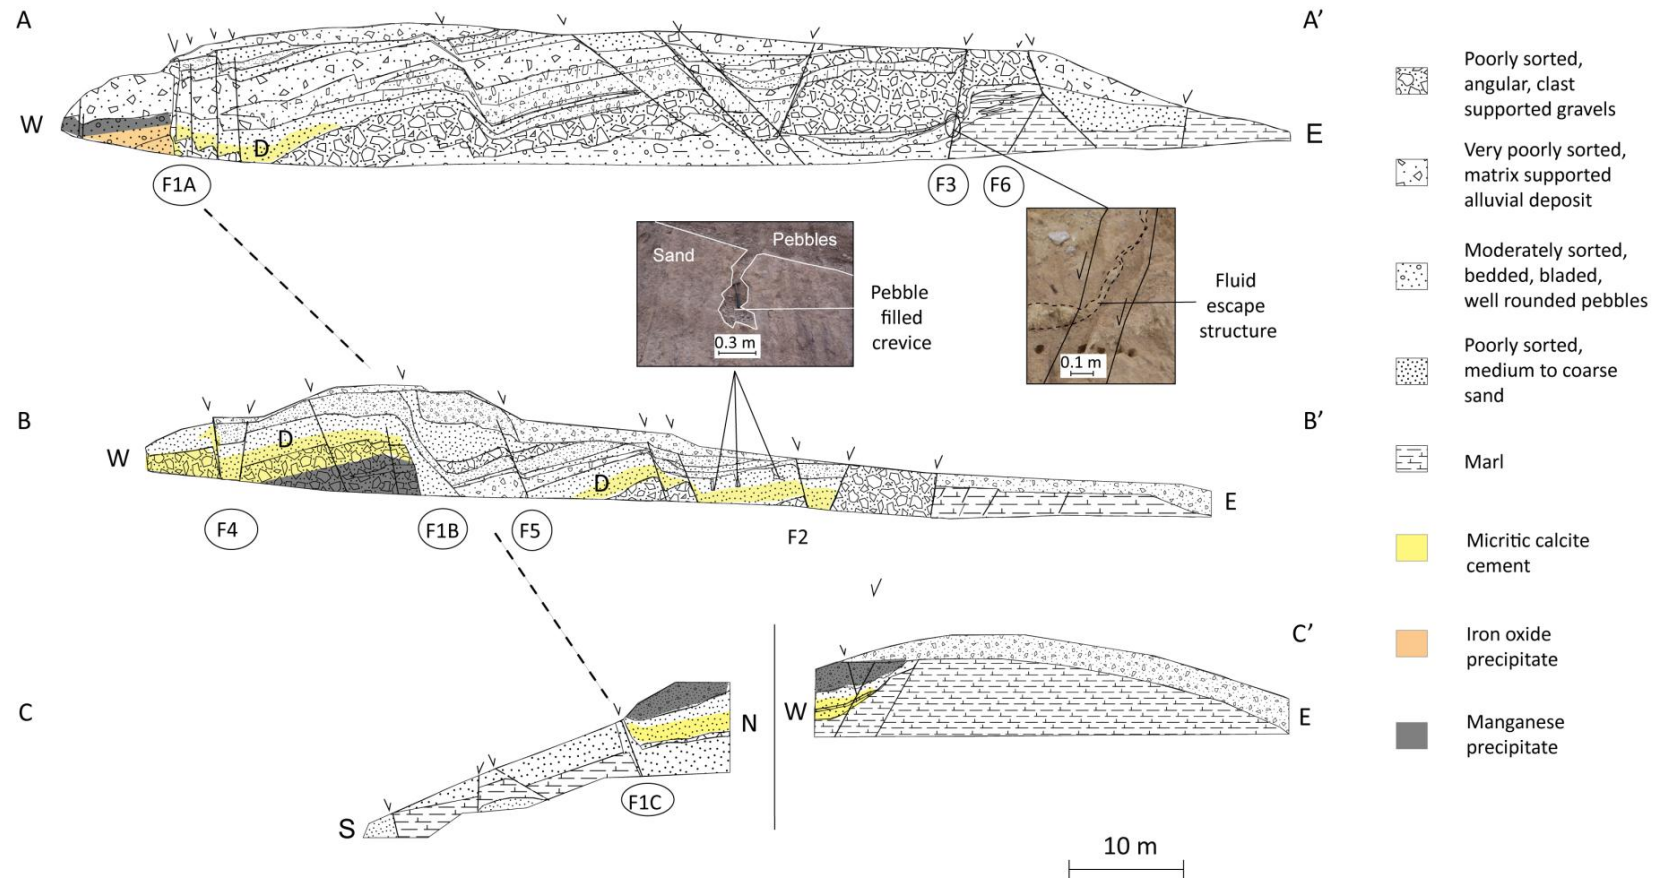 A
A'
W
E
D
F1A
F3
F6
Sand
Pebbles
0.3 m
Pebble
filled
crevice
0.1 m
Fluid
escape
structure
B
B'
W
E
D
D
F4
F1B
F5
F2
C
C'
N
S
F1C
W
E
10 m
Poorly sorted,
angular, clast
supported gravels
Very poorly sorted,
matrix supported
alluvial deposit
Moderately sorted,
bedded, bladed,
well rounded pebbles
Poorly sorted,
medium to coarse
sand
Marl
Micritic calcite
cement
Iron oxide
precipitate
Manganese
precipitate